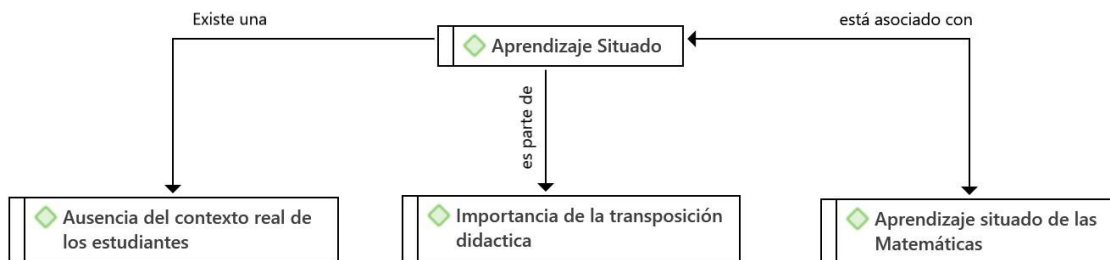 Existe una
está asociado con
Aprendizaje Situado
es parte de
Ausencia del contexto real de
los estudiantes
Importancia de la transposición
didactica
Aprendizaje situado de las
Matemáticas